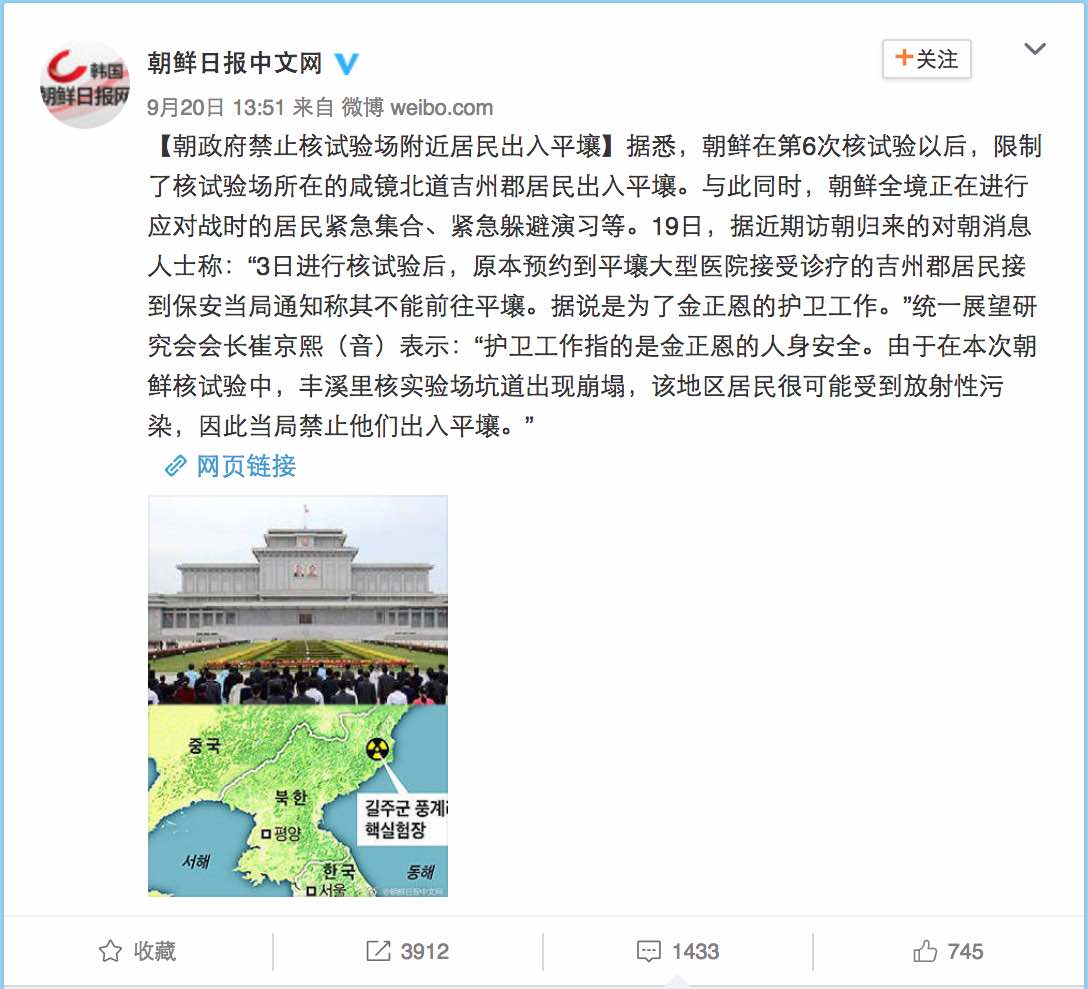 韩国
朝鲜日报网
朝鲜日报中文网
+关注
9月20日 13:51 来自 微博 weibo.com
【朝政府禁止核试验场附近居民出入平壤】据悉，朝鲜在第6次核试验以后，限制
了核试验场所在的咸镜北道吉州郡居民出入平壤。与此同时，朝鲜全境正在进行
应对战时的居民紧急集合、紧急躲避演习等。19日，据近期访朝归来的对朝消息
人士称：“3日进行核试验后，原本预约到平壤大型医院接受诊疗的吉州郡居民接
到保安当局通知称其不能前往平壤。据说是为了金正恩的护卫工作。”统一展望研
究会会长崔京熙（音）表示：“护卫工作指的是金正恩的人身安全。由于在本次朝
鲜核试验中，丰溪里核实验场坑道出现崩塌，该地区居民很可能受到放射性污
染，因此当局禁止他们出入平壤。”
网页链接
중국
북한
길주군 풍계
핵실험장
평양
서해
한국
동해
서울
@朝鲜日报中文网
收藏
3912
1433
745